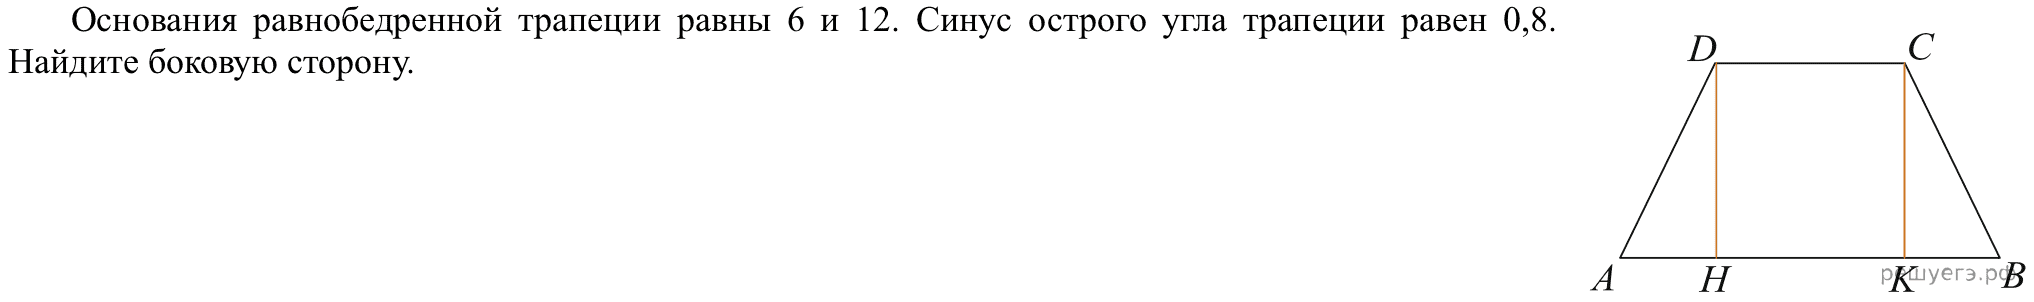 Основания равнобедренной трапеции равны 6 и 12. Синус острого угла трапеции равен 0,8.
Найдите боковую сторону.
D C
A H K B
решуегэ.рф